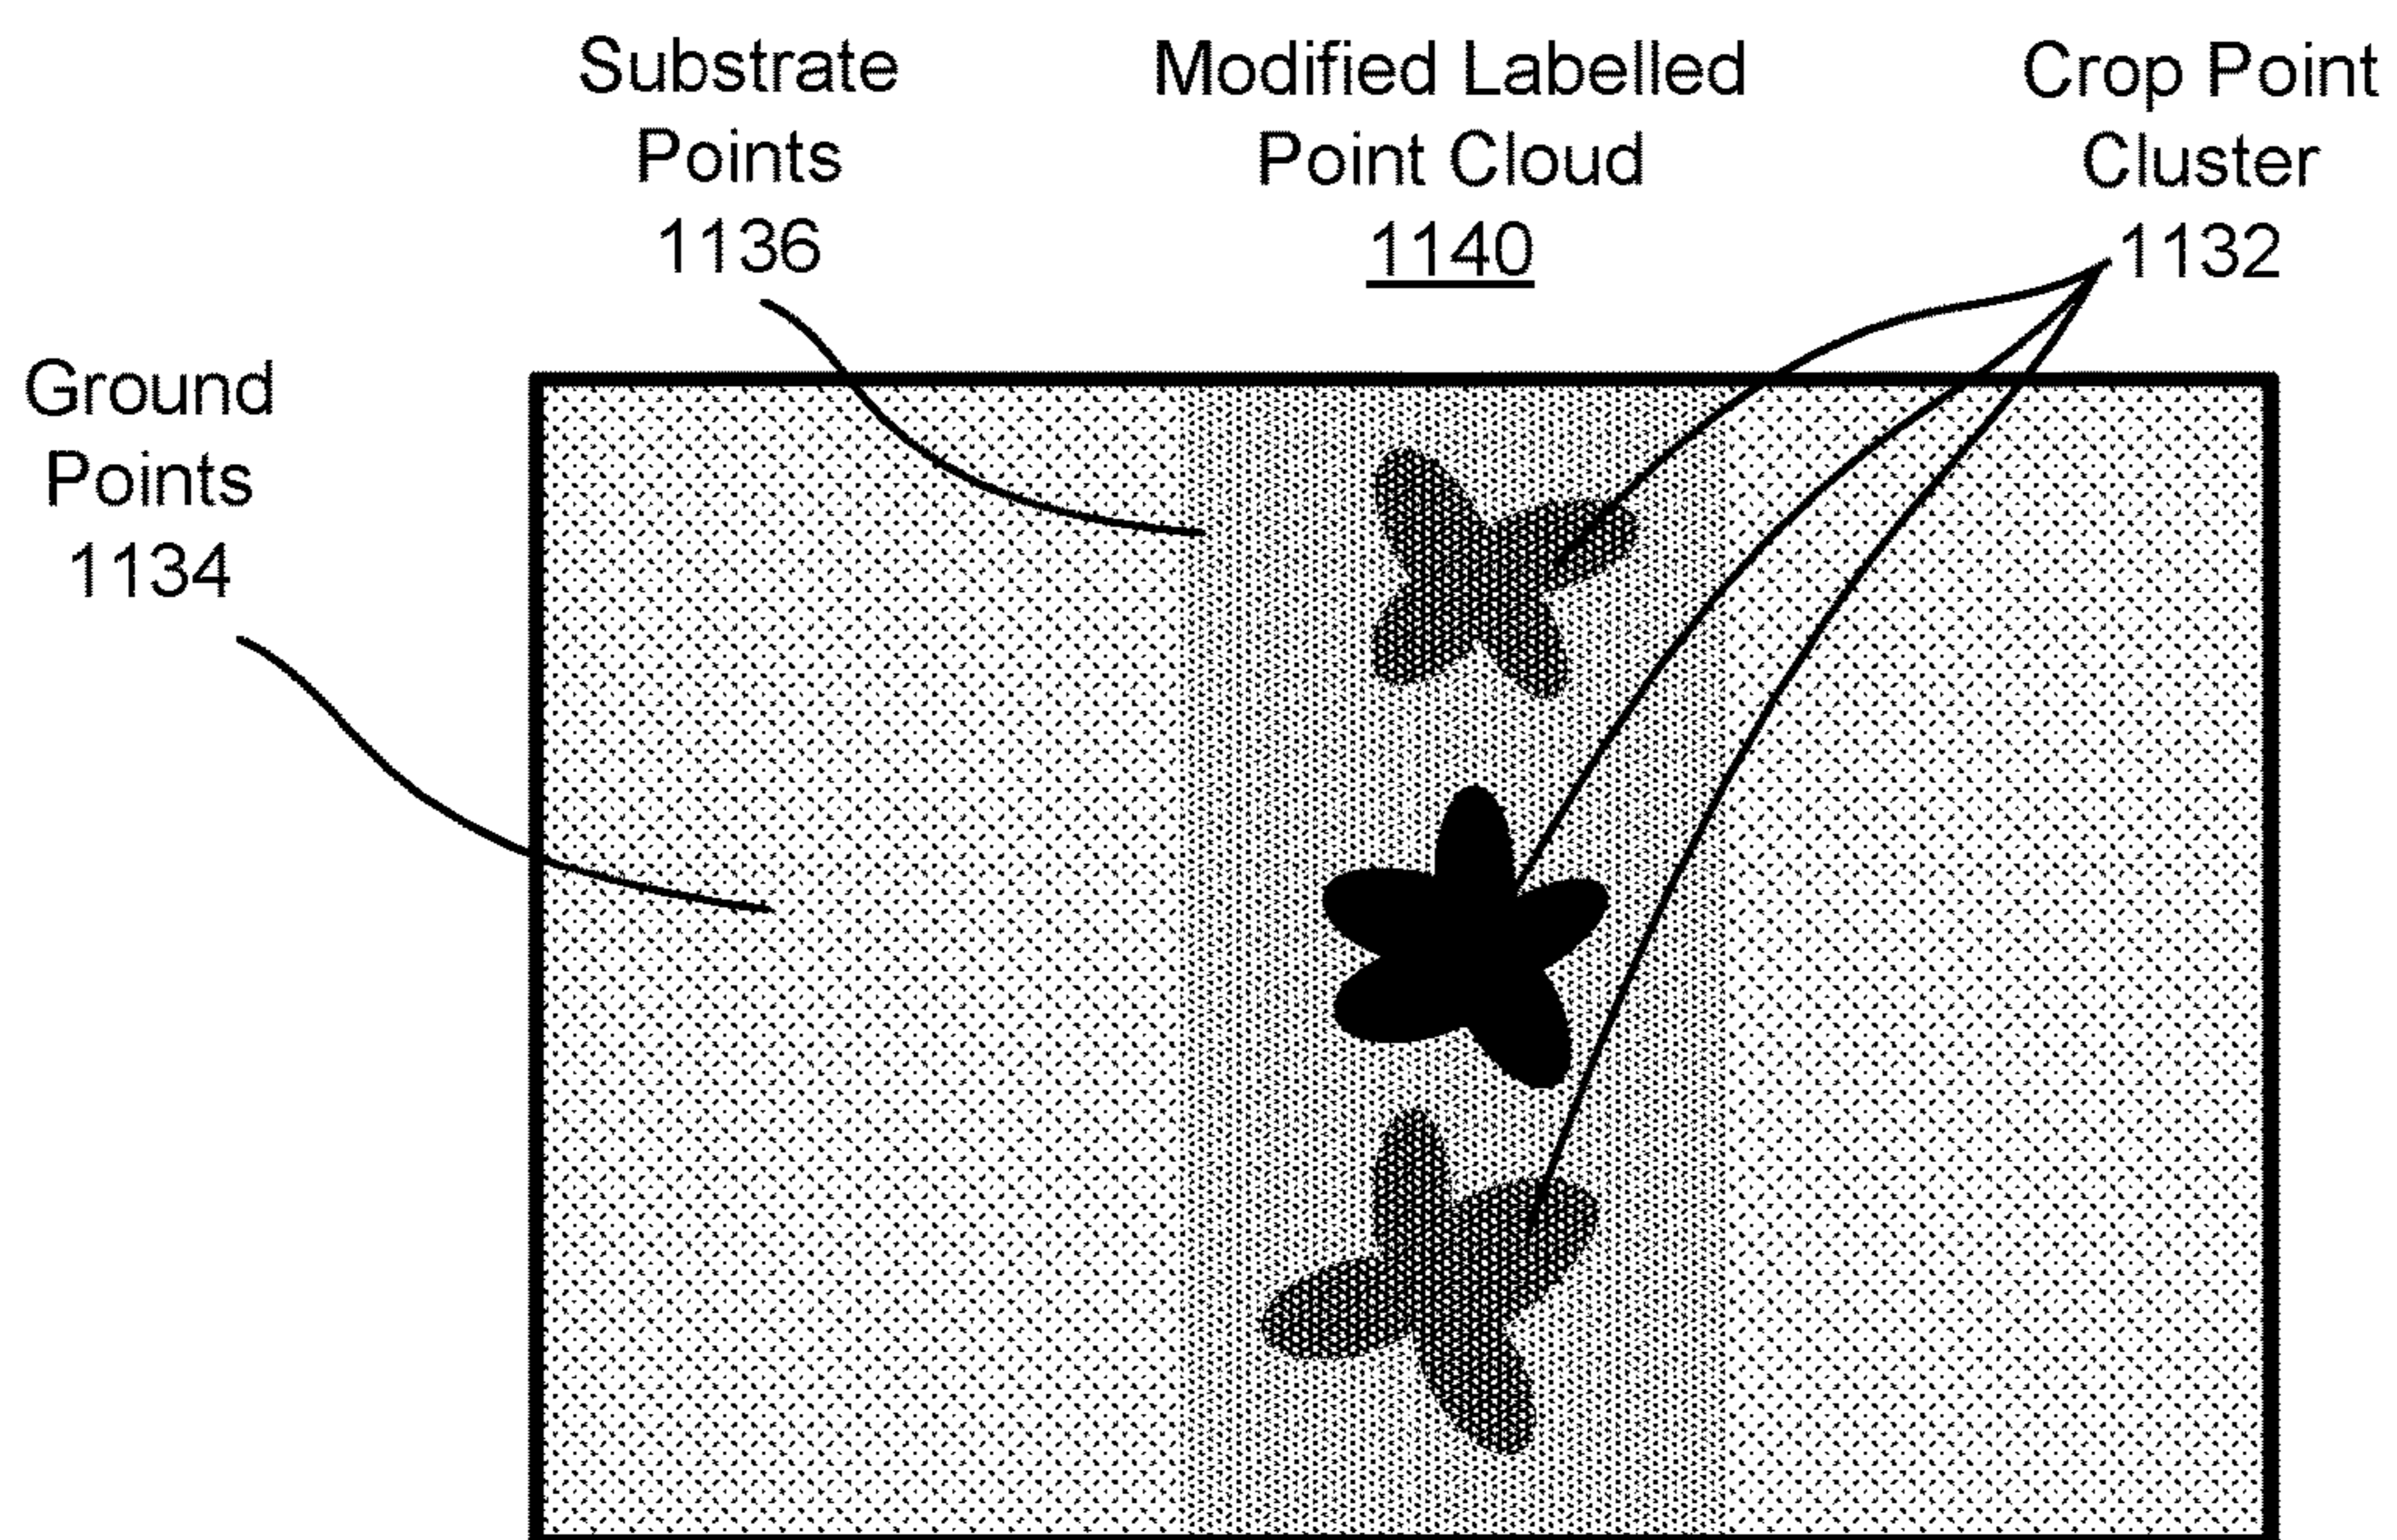 Substrate
Points
1136
Modified Labelled
Point Cloud
1140
Crop Point
Cluster
1132
Ground
Points
1134